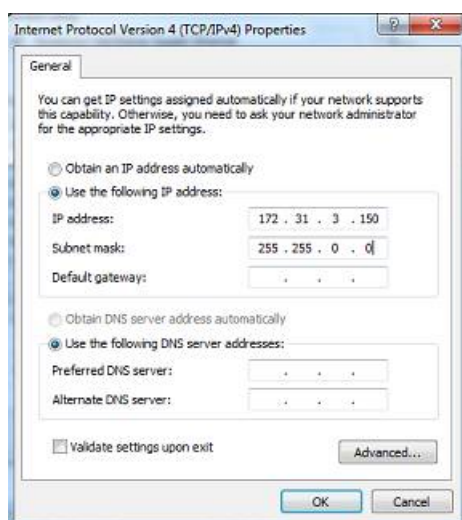 Internet Protocol Version 4 (TCP/IPv4) Properties
General
You can get IP settings assigned automatically if your network supports
this capability. Otherwise, you need to ask your network administrator
for the appropriate IP settings.
Obtain an IP address automatically
Use the following IP address:
IP address: 172 . 31 . 3 . 150
Subnet mask: 255 . 255 . 0 . 0
Default gateway: . . .
Obtain DNS server address automatically
Use the following DNS server addresses:
Preferred DNS server: . . .
Alternate DNS server: . . .
Validate settings upon exit
Advanced...
OK Cancel